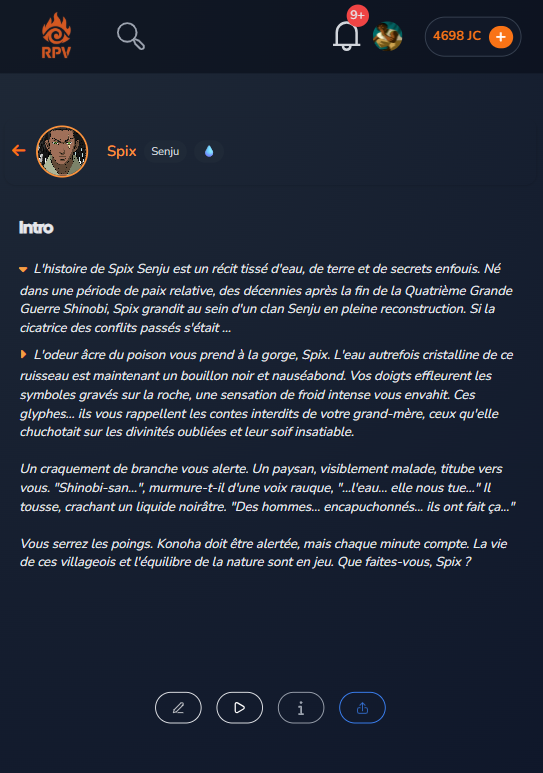 RPV
9+
4698 JC
Spix
Senju
Intro
L'histoire de Spix Senju est un récit tissé d'eau, de terre et de secrets enfouis. Né
dans une période de paix relative, des décennies après la fin de la Quatrième Grande
Guerre Shinobi, Spix grandit au sein d'un clan Senju en pleine reconstruction. Si la
cicatrice des conflits passés s'était ...
L'odeur âcre du poison vous prend à la gorge, Spix. L'eau autrefois cristalline de ce
ruisseau est maintenant un bouillon noir et nauséabond. Vos doigts effleurent les
symboles gravés sur la roche, une sensation de froid intense vous envahit. Ces
glyphes... ils vous rappellent les contes interdits de votre grand-mère, ceux qu'elle
chuchotait sur les divinités oubliées et leur soif insatiable.
Un craquement de branche vous alerte. Un paysan, visiblement malade, titube vers
vous. "Shinobi-san...", murmure-t-il d'une voix rauque, "...l'eau... elle nous tue..." Il
tousse, crachant un liquide noirâtre. "Des hommes... encapuchonnés... ils ont fait ça..."
Vous serrez les poings. Konoha doit être alertée, mais chaque minute compte. La vie
de ces villageois et l'équilibre de la nature sont en jeu. Que faites-vous, Spix ?